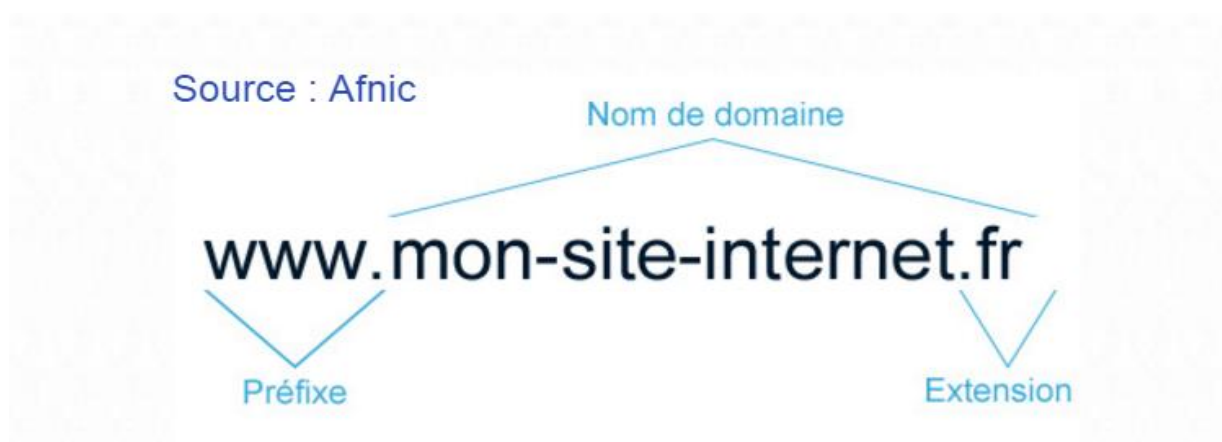 Source : Afnic
Nom de domaine
www.mon-site-internet.fr
Préfixe
Extension